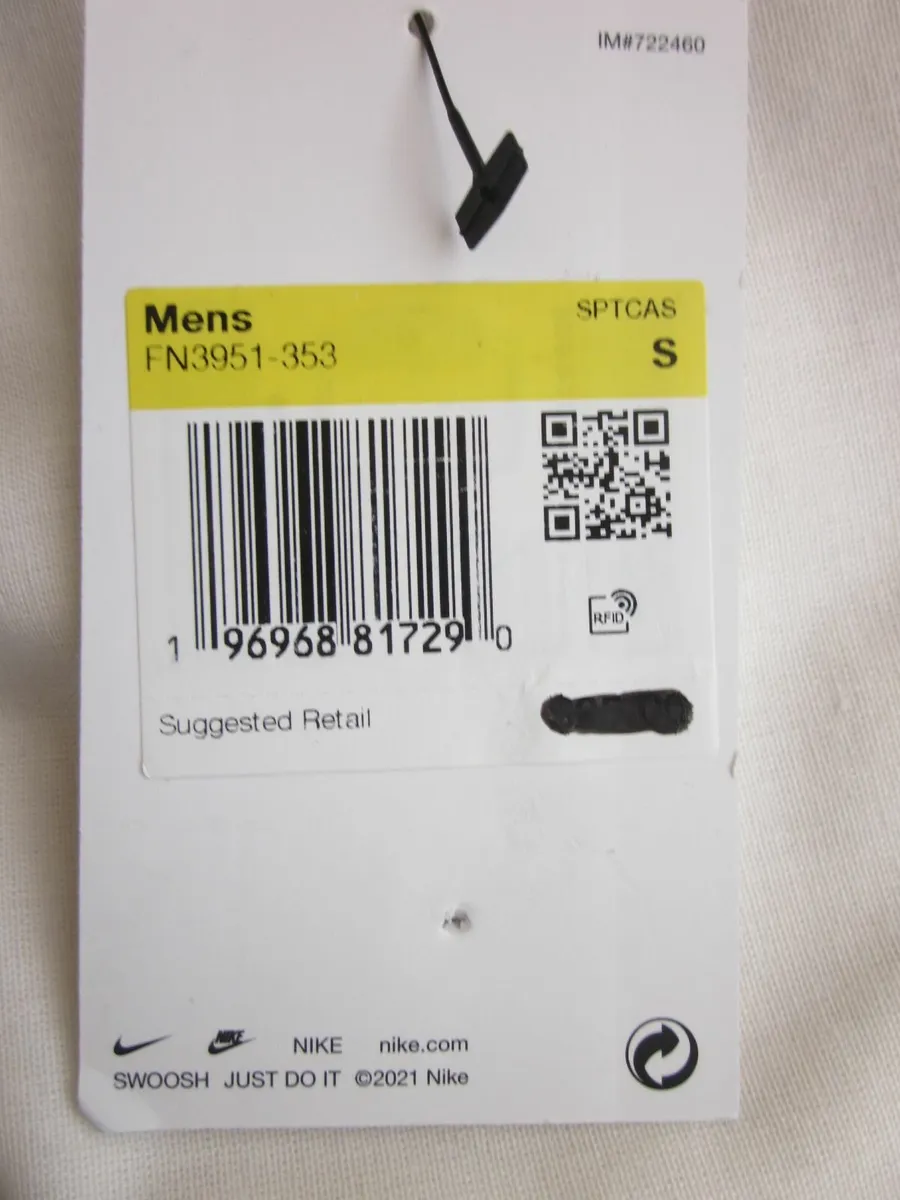 IM#722460
Mens SPTCAS
FN3951-353 S
1 96968 81729 0
RFID
Suggested Retail
NIKE NIKE nike.com
SWOOSH JUST DO IT ©2021 Nike